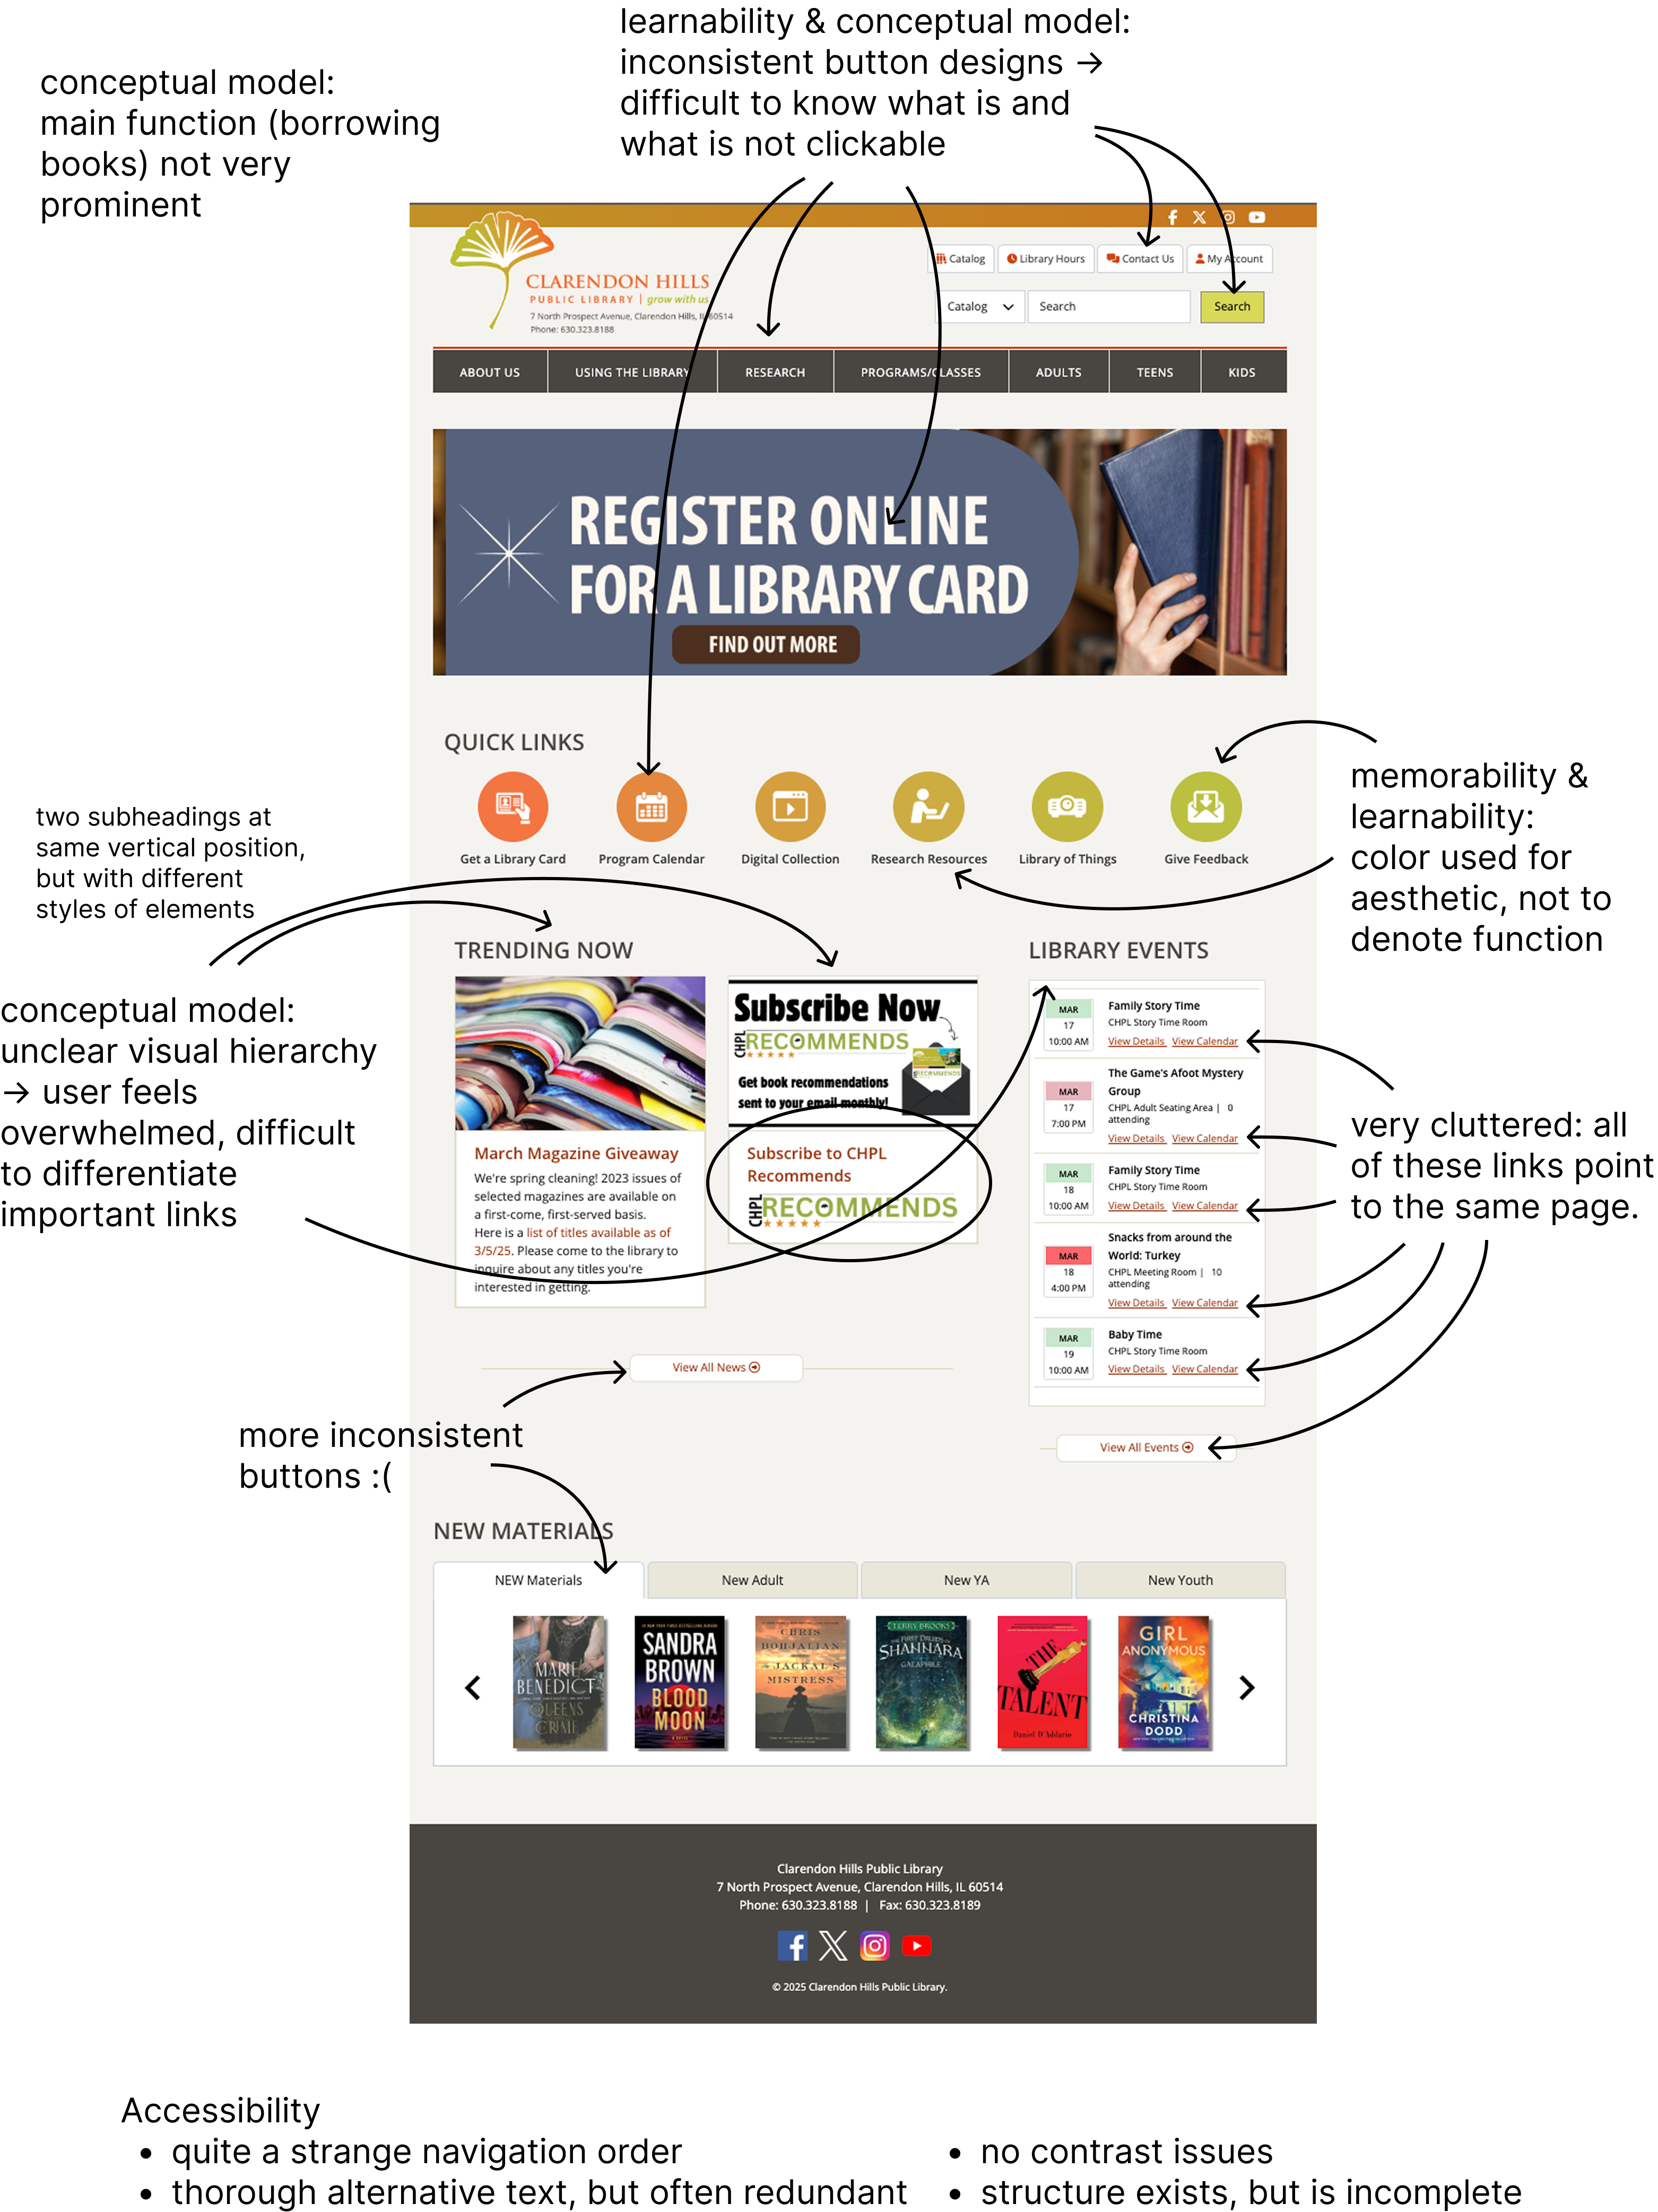 learnability & conceptual model:
inconsistent button designs →
difficult to know what is and
what is not clickable
conceptual model:
main function (borrowing
books) not very
prominent
CLARENDON HILLS
PUBLIC LIBRARY | grow with us
7 North Prospect Avenue, Clarendon Hills, IL 60514
Phone: 630.323.8188
Catalog
Library Hours
Contact Us
My Account
Catalog
Search
Search
ABOUT US
USING THE LIBRARY
RESEARCH
PROGRAMS/CLASSES
ADULTS
TEENS
KIDS
REGISTER ONLINE
FOR A LIBRARY CARD
FIND OUT MORE
QUICK LINKS
Get a Library Card
Program Calendar
Digital Collection
Research Resources
Library of Things
Give Feedback
memorability &
learnability:
color used for
aesthetic, not to
denote function
two subheadings at
same vertical position,
but with different
styles of elements
conceptual model:
unclear visual hierarchy
→ user feels
overwhelmed, difficult
to differentiate
important links
TRENDING NOW
March Magazine Giveaway
We're spring cleaning! 2023 issues of
selected magazines are available on
a first-come, first-served basis.
Here is a list of titles available as of
3/5/25. Please come to the library to
inquire about any titles you're
interested in getting.
Subscribe Now
CHPL
RECOMMENDS
Get book recommendations
sent to your email monthly!
RECOMMENDS
Subscribe to CHPL
Recommends
CHPL
RECOMMENDS
View All News
LIBRARY EVENTS
MAR
17
10:00 AM
Family Story Time
CHPL Story Time Room
View Details View Calendar
MAR
17
7:00 PM
The Game's Afoot Mystery
Group
CHPL Adult Seating Area | 0
attending
View Details View Calendar
MAR
18
10:00 AM
Family Story Time
CHPL Story Time Room
View Details View Calendar
MAR
18
4:00 PM
Snacks from around the
World: Turkey
CHPL Meeting Room | 10
attending
View Details View Calendar
MAR
19
10:00 AM
Baby Time
CHPL Story Time Room
View Details View Calendar
View All Events
very cluttered: all
of these links point
to the same page.
more inconsistent
buttons :(
NEW MATERIALS
NEW Materials
New Adult
New YA
New Youth
MARIE
BENEDICT
QUEENS
CRIME
SANDRA
BROWN
BLOOD
MOON
A NOVEL
CHRIS
BOHJALIAN
The JACKAL'S
MISTRESS
TERRY BROOKS
THE FIRST DRUIDS OF
SHANNARA
GALAPHILE
THE
TALENT
Daniel D'Addario
GIRL
ANONYMOUS
CHRISTINA
DODD
Clarendon Hills Public Library
7 North Prospect Avenue, Clarendon Hills, IL 60514
Phone: 630.323.8188 | Fax: 630.323.8189
© 2025 Clarendon Hills Public Library.
Accessibility
• quite a strange navigation order
• thorough alternative text, but often redundant
• no contrast issues
• structure exists, but is incomplete